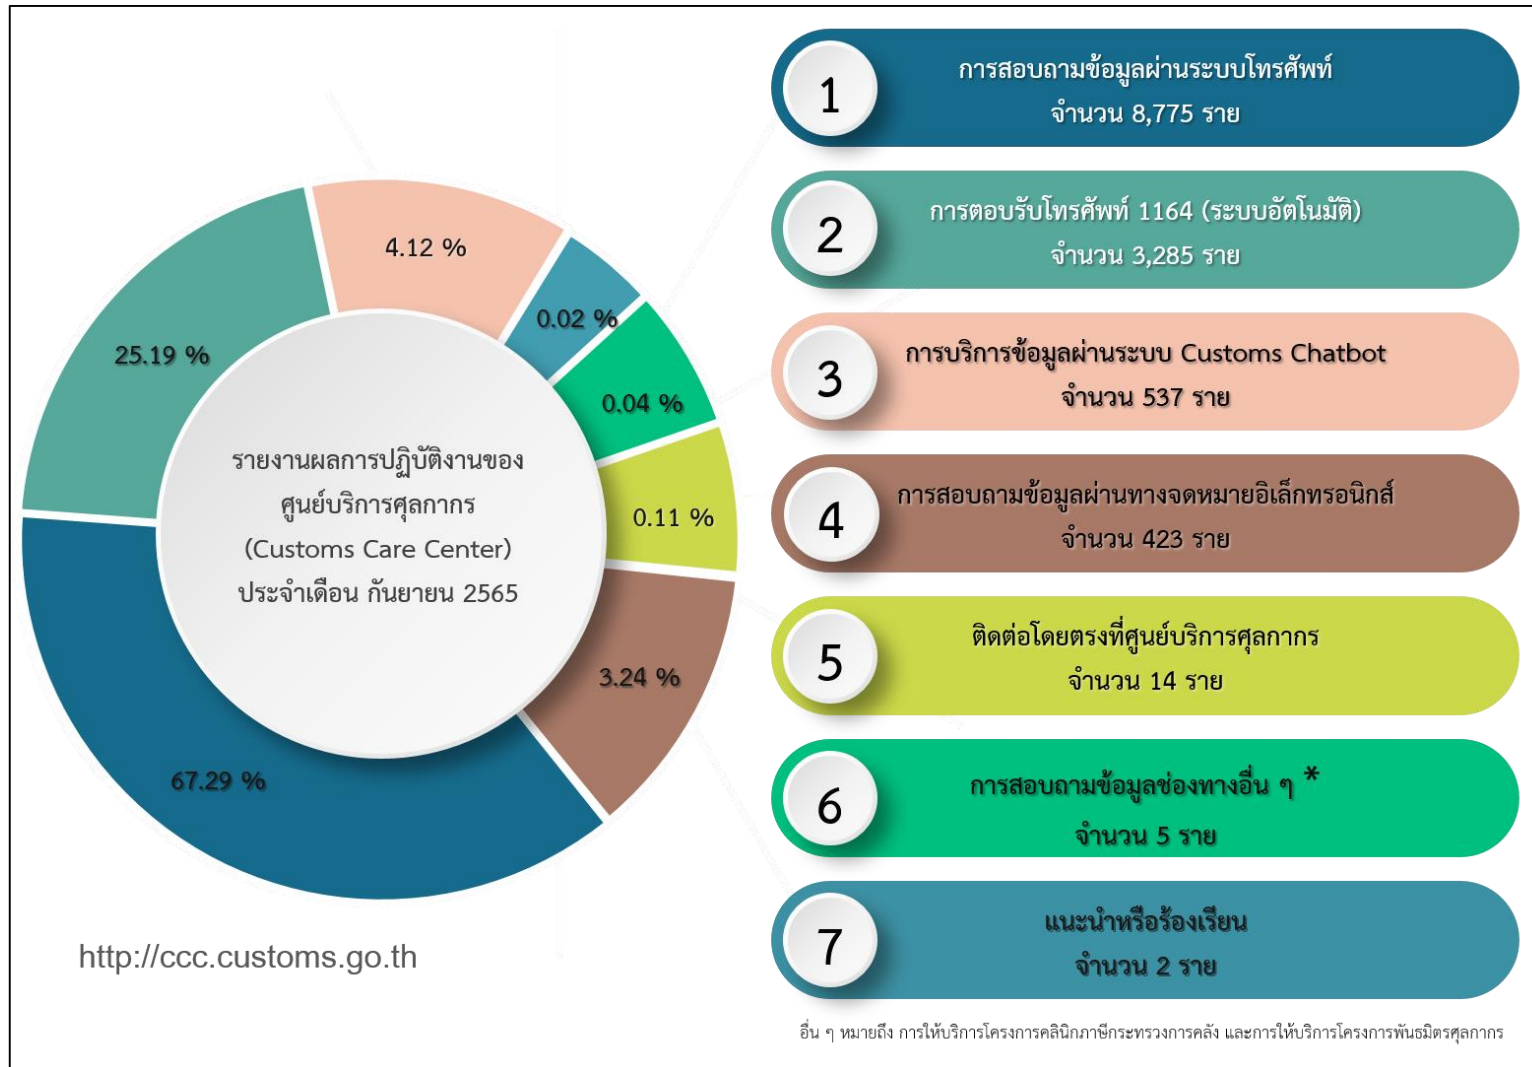 4.12 %
0.02 %
25.19 %
0.04 %
0.11 %
3.24 %
67.29 %
รายงานผลการปฏิบัติงานของ
ศูนย์บริการศุลกากร
(Customs Care Center)
ประจำเดือน กันยายน 2565
http://ccc.customs.go.th
1
การสอบถามข้อมูลผ่านระบบโทรศัพท์
จำนวน 8,775 ราย
2
การตอบรับโทรศัพท์ 1164 (ระบบอัตโนมัติ)
จำนวน 3,285 ราย
3
การบริการข้อมูลผ่านระบบ Customs Chatbot
จำนวน 537 ราย
4
การสอบถามข้อมูลผ่านทางจดหมายอิเล็กทรอนิกส์
จำนวน 423 ราย
5
ติดต่อโดยตรงที่ศูนย์บริการศุลกากร
จำนวน 14 ราย
6
การสอบถามข้อมูลช่องทางอื่น ๆ *
จำนวน 5 ราย
7
แนะนำหรือร้องเรียน
จำนวน 2 ราย
อื่น ๆ หมายถึง การให้บริการโครงการคลินิกภาษีกระทรวงการคลัง และการให้บริการโครงการพันธมิตรศุลกากร